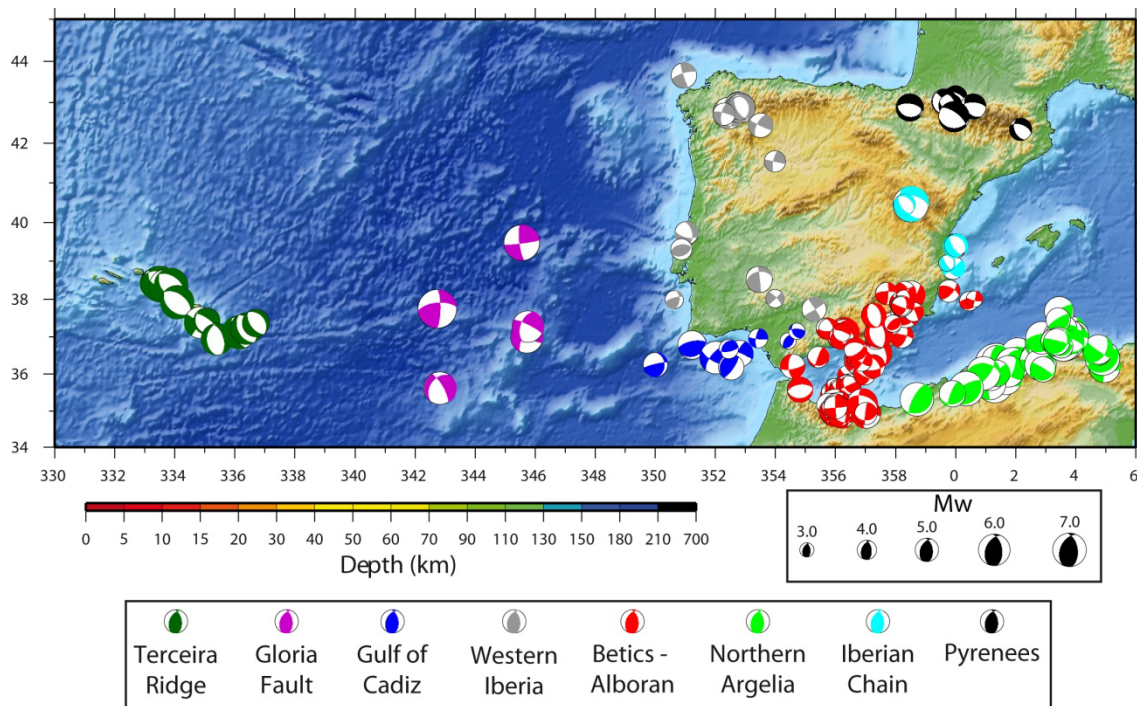 44
42
40
38
36
34
330 332 334 336 338 340 342 344 346 348 350 352 354 356 358 0 2 4 6
0 5 10 15 20 30 40 60 70 90 110 130 150 180 210 700
Depth (km)
Mw
3.0 4.0 5.0 6.0 7.0
Terceira Gloria Gulf of Western Betics - Northern Iberian Pyrenees
Ridge Fault Cadiz Iberia Alboran Argelia Chain